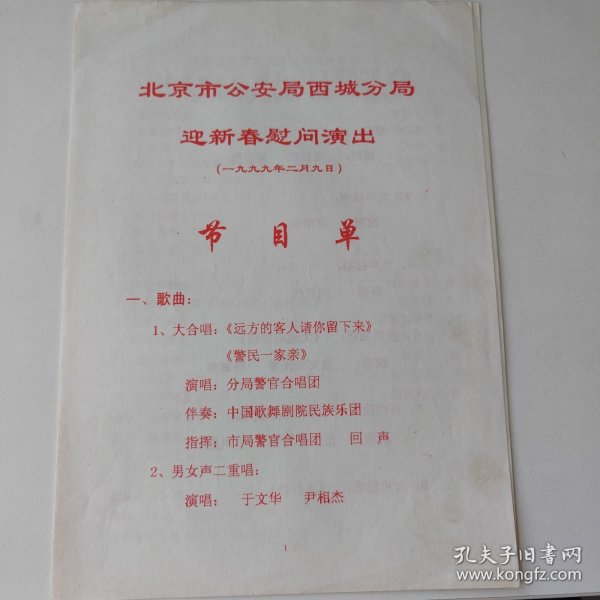 北京市公安局西城分局
迎新春慰问演出
(一九九九年二月九日)
节目单
一、歌曲：
1、大合唱：《远方的客人请你留下来》
《警民一家亲》
演唱：分局警官合唱团
伴奏：中国歌舞剧院民族乐团
指挥：市局警官合唱团 回声
2、男女声二重唱：
演唱： 于文华 尹相杰
1
孔夫子旧书网
www.kongfz.com